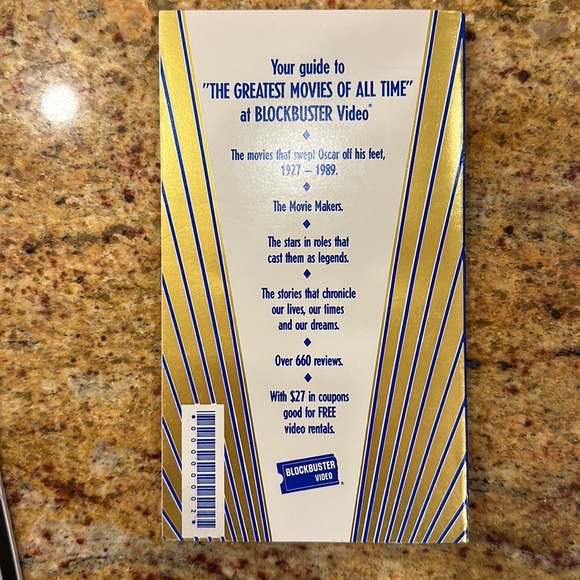 Your guide to
"THE GREATEST MOVIES OF ALL TIME"
at BLOCKBUSTER Video®
The movies that swept Oscar off his feet,
1927 – 1989.
The Movie Makers.
The stars in roles that
cast them as legends.
The stories that chronicle
our lives, our times
and our dreams.
Over 660 reviews.
With $27 in coupons
good for FREE
video rentals.
BLOCKBUSTER
VIDEO
®